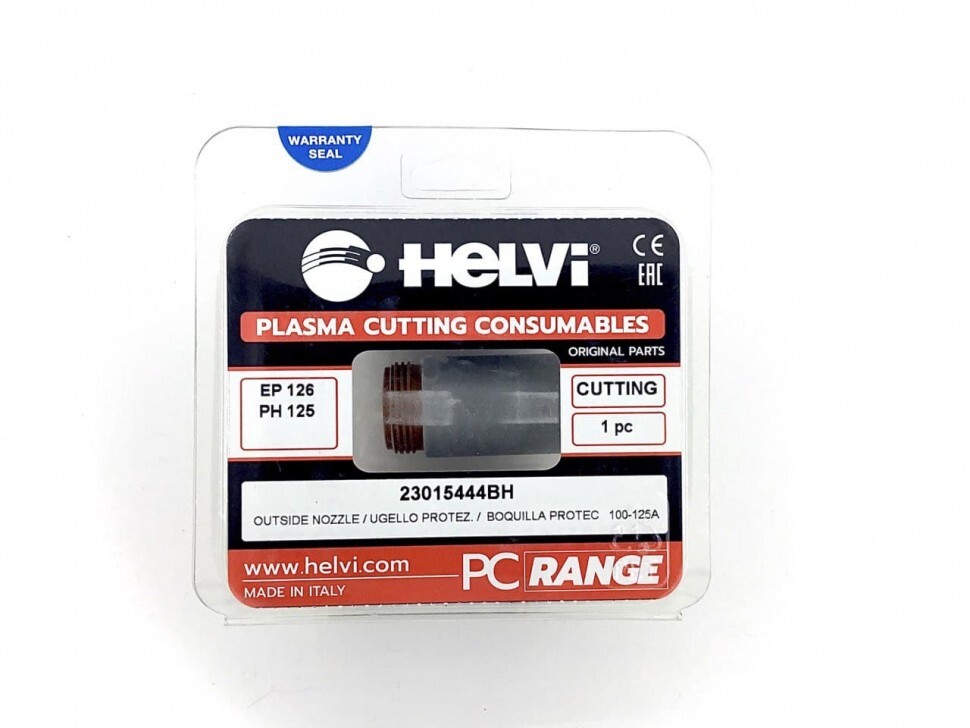 WARRANTY
SEAL
HELVi®
CE
EAC
PLASMA CUTTING CONSUMABLES
ORIGINAL PARTS
EP 126
PH 125
CUTTING
1 pc
23015444BH
OUTSIDE NOZZLE / UGELLO PROTEZ. / BOQUILLA PROTEC 100-125A
www.helvi.com
MADE IN ITALY
PC RANGE